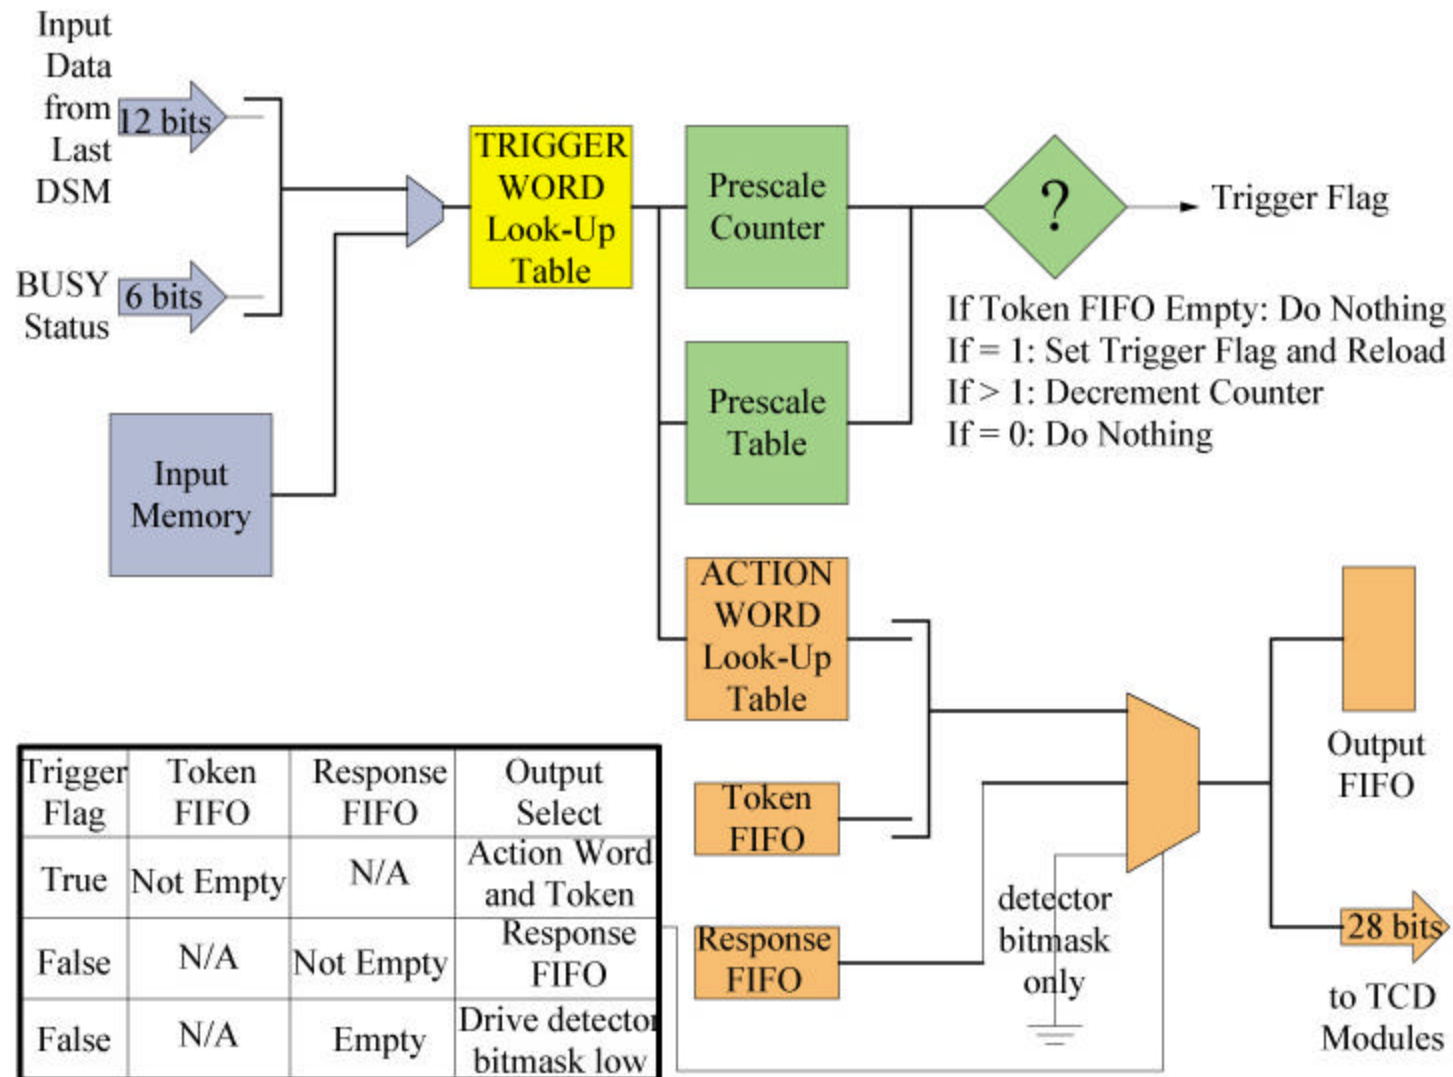 Input
Data
from
Last
DSM
12 bits
BUSY
Status
6 bits
Input
Memory
TRIGGER
WORD
Look-Up
Table
Prescale
Counter
Prescale
Table
?
Trigger Flag
If Token FIFO Empty: Do Nothing
If = 1: Set Trigger Flag and Reload
If > 1: Decrement Counter
If = 0: Do Nothing
ACTION
WORD
Look-Up
Table
Token
FIFO
Response
FIFO
detector
bitmask
only
Output
FIFO
28 bits
to TCD
Modules
Trigger
Flag
Token
FIFO
Response
FIFO
Output
Select
True
Not Empty
N/A
Action Word
and Token
False
N/A
Not Empty
Response
FIFO
False
N/A
Empty
Drive detector
bitmask low